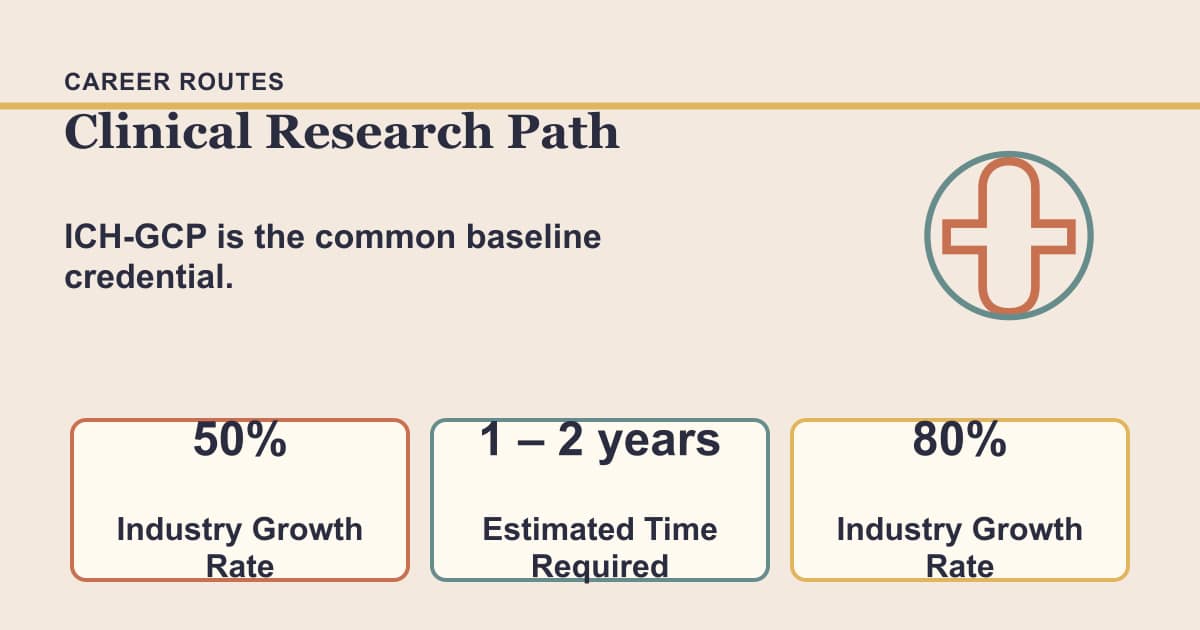 CAREER ROUTES
Clinical Research Path
ICH-GCP is the common baseline
credential.
50%
Industry Growth
Rate
1 – 2 years
Estimated Time
Required
80%
Industry Growth
Rate